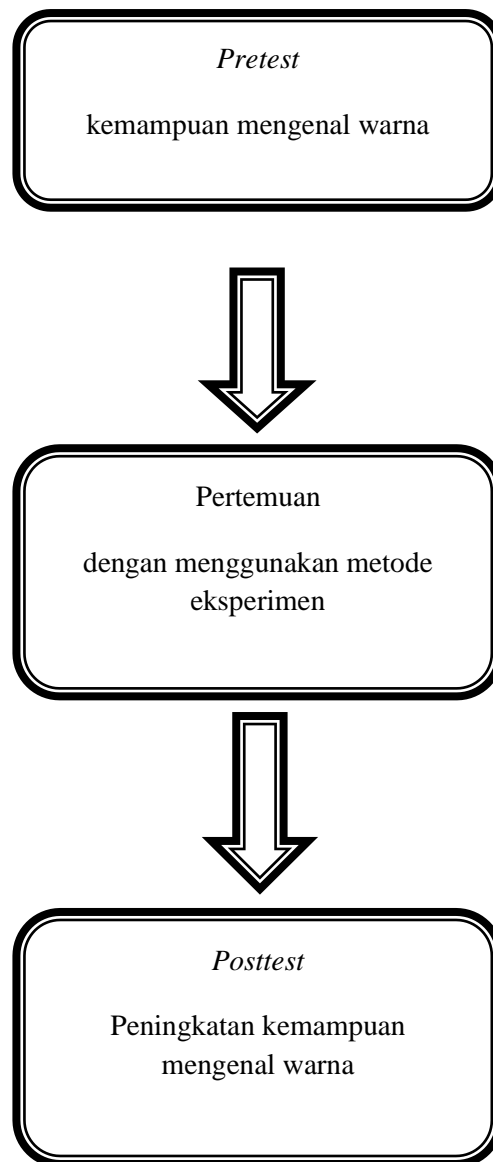 Pretest
kemampuan mengenal warna
Pertemuan
dengan menggunakan metode
eksperimen
Posttest
Peningkatan kemampuan
mengenal warna